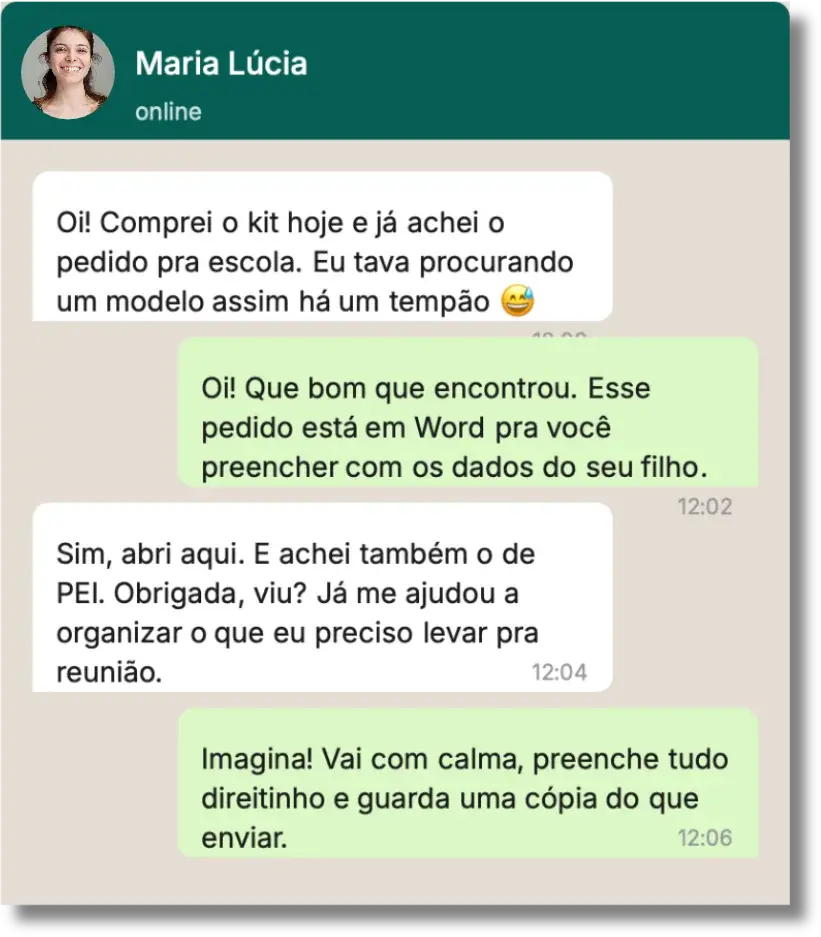 Maria Lúcia
online
Oi! Comprei o kit hoje e já achei o
pedido pra escola. Eu tava procurando
um modelo assim há um tempão 😅
Oi! Que bom que encontrou. Esse
pedido está em Word pra você
preencher com os dados do seu filho.
12:02
Sim, abri aqui. E achei também o de
PEI. Obrigada, viu? Já me ajudou a
organizar o que eu preciso levar pra
reunião.
12:04
Imagina! Vai com calma, preenche tudo
direitinho e guarda uma cópia do que
enviar.
12:06